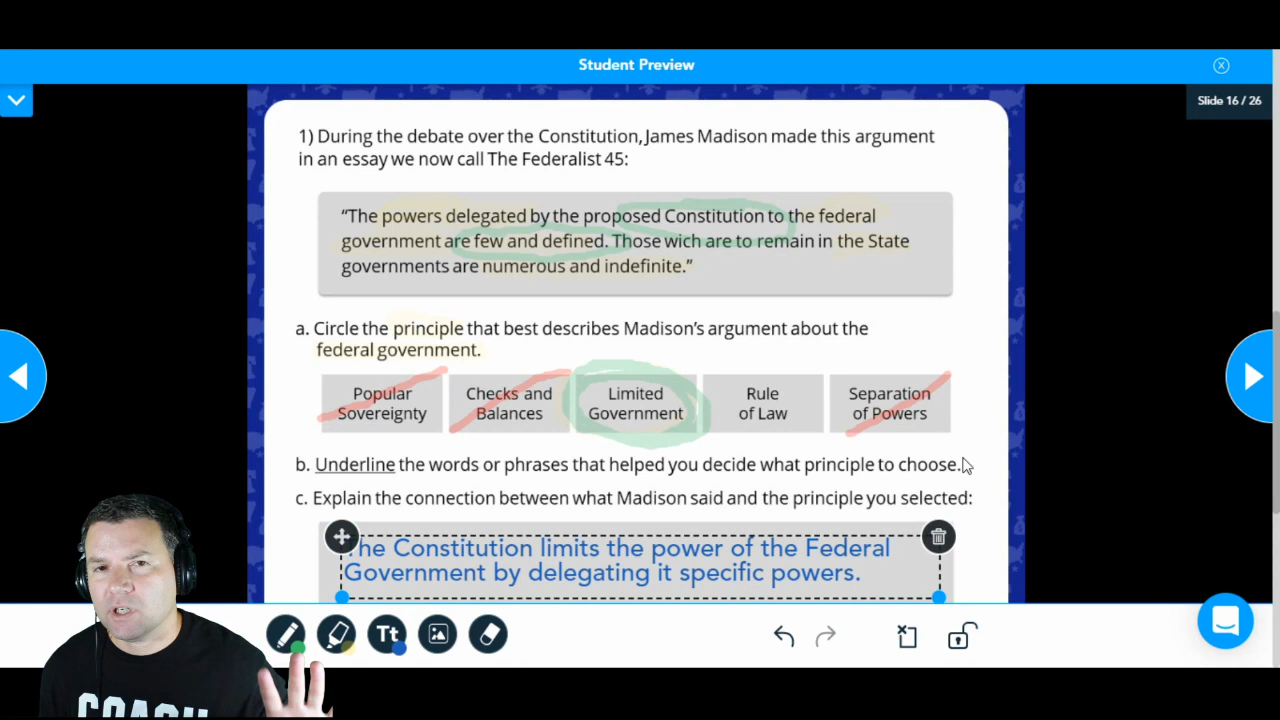 Student Preview
Slide 16 / 26
1) During the debate over the Constitution, James Madison made this argument
in an essay we now call The Federalist 45:
“The powers delegated by the proposed Constitution to the federal
government are few and defined. Those wich are to remain in the State
governments are numerous and indefinite.”
a. Circle the principle that best describes Madison’s argument about the
federal government.
Popular
Sovereignty
Checks and
Balances
Limited
Government
Rule
of Law
Separation
of Powers
b. Underline the words or phrases that helped you decide what principle to choose.
c. Explain the connection between what Madison said and the principle you selected:
The Constitution limits the power of the Federal
Government by delegating it specific powers.
Tt
COACH